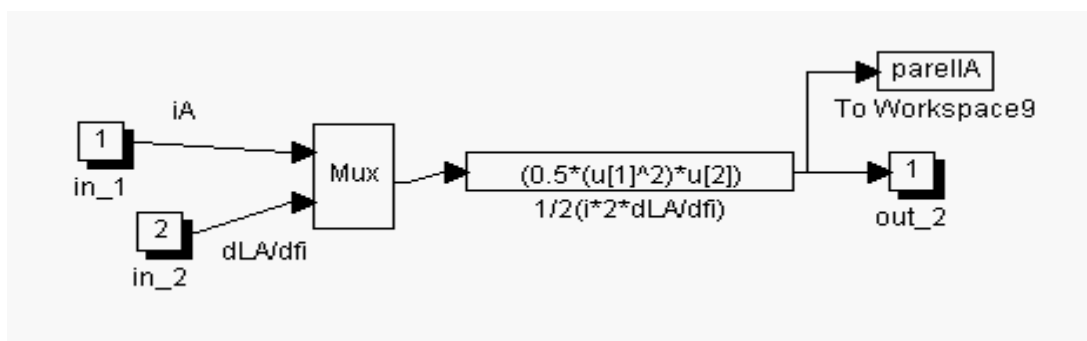 parellA
To Workspace9
iA
1
in_1
Mux
(0.5*(u[1]^2)*u[2])
1/2(i*2*dLA/dfi)
1
out_2
2
in_2
dLA/dfi